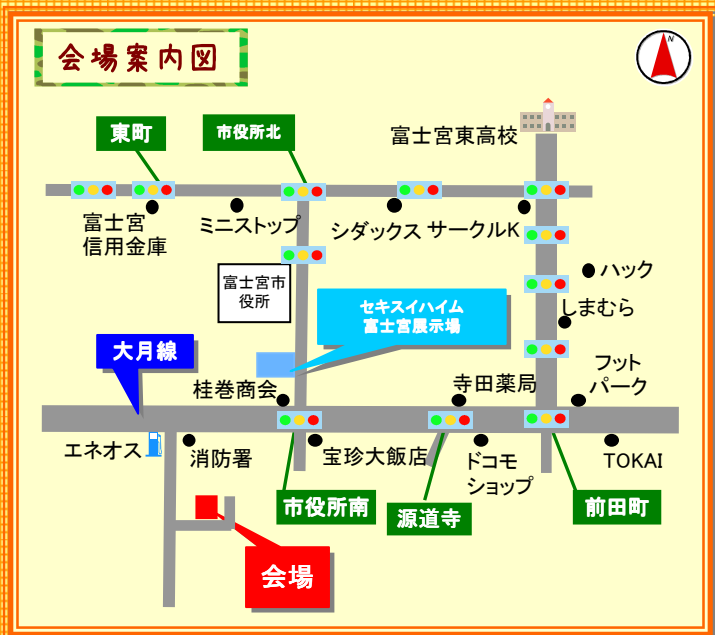 会場案内図
N
東町
市役所北
富士宮東高校
富士宮
信用金庫
ミニストップ
シダックス
サークルK
富士宮市
役所
ハック
しまむら
セキスイハイム
富士宮展示場
大月線
桂巻商会
寺田薬局
フット
パーク
エネオス
消防署
宝珍大飯店
ドコモ
ショップ
TOKAI
市役所南
源道寺
前田町
会場